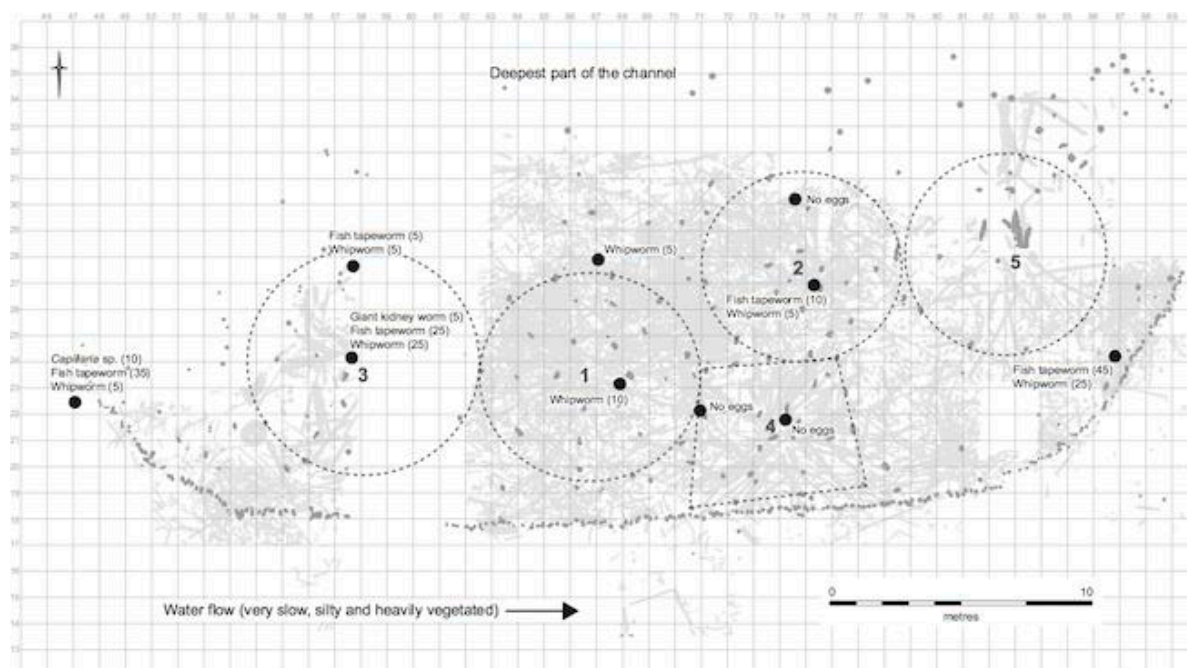 Deepest part of the channel
No eggs
Fish tapeworm (5)
Whipworm (5)
Whipworm (5)
2
5
Fish tapeworm (10)
Whipworm (5)
Giant kidney worm (5)
Fish tapeworm (25)
Whipworm (25)
3
Capillaria sp. (10)
Fish tapeworm (35)
Whipworm (5)
1
Whipworm (10)
Fish tapeworm (45)
Whipworm (25)
No eggs
4
No eggs
Water flow (very slow, silty and heavily vegetated)
0
10
metres